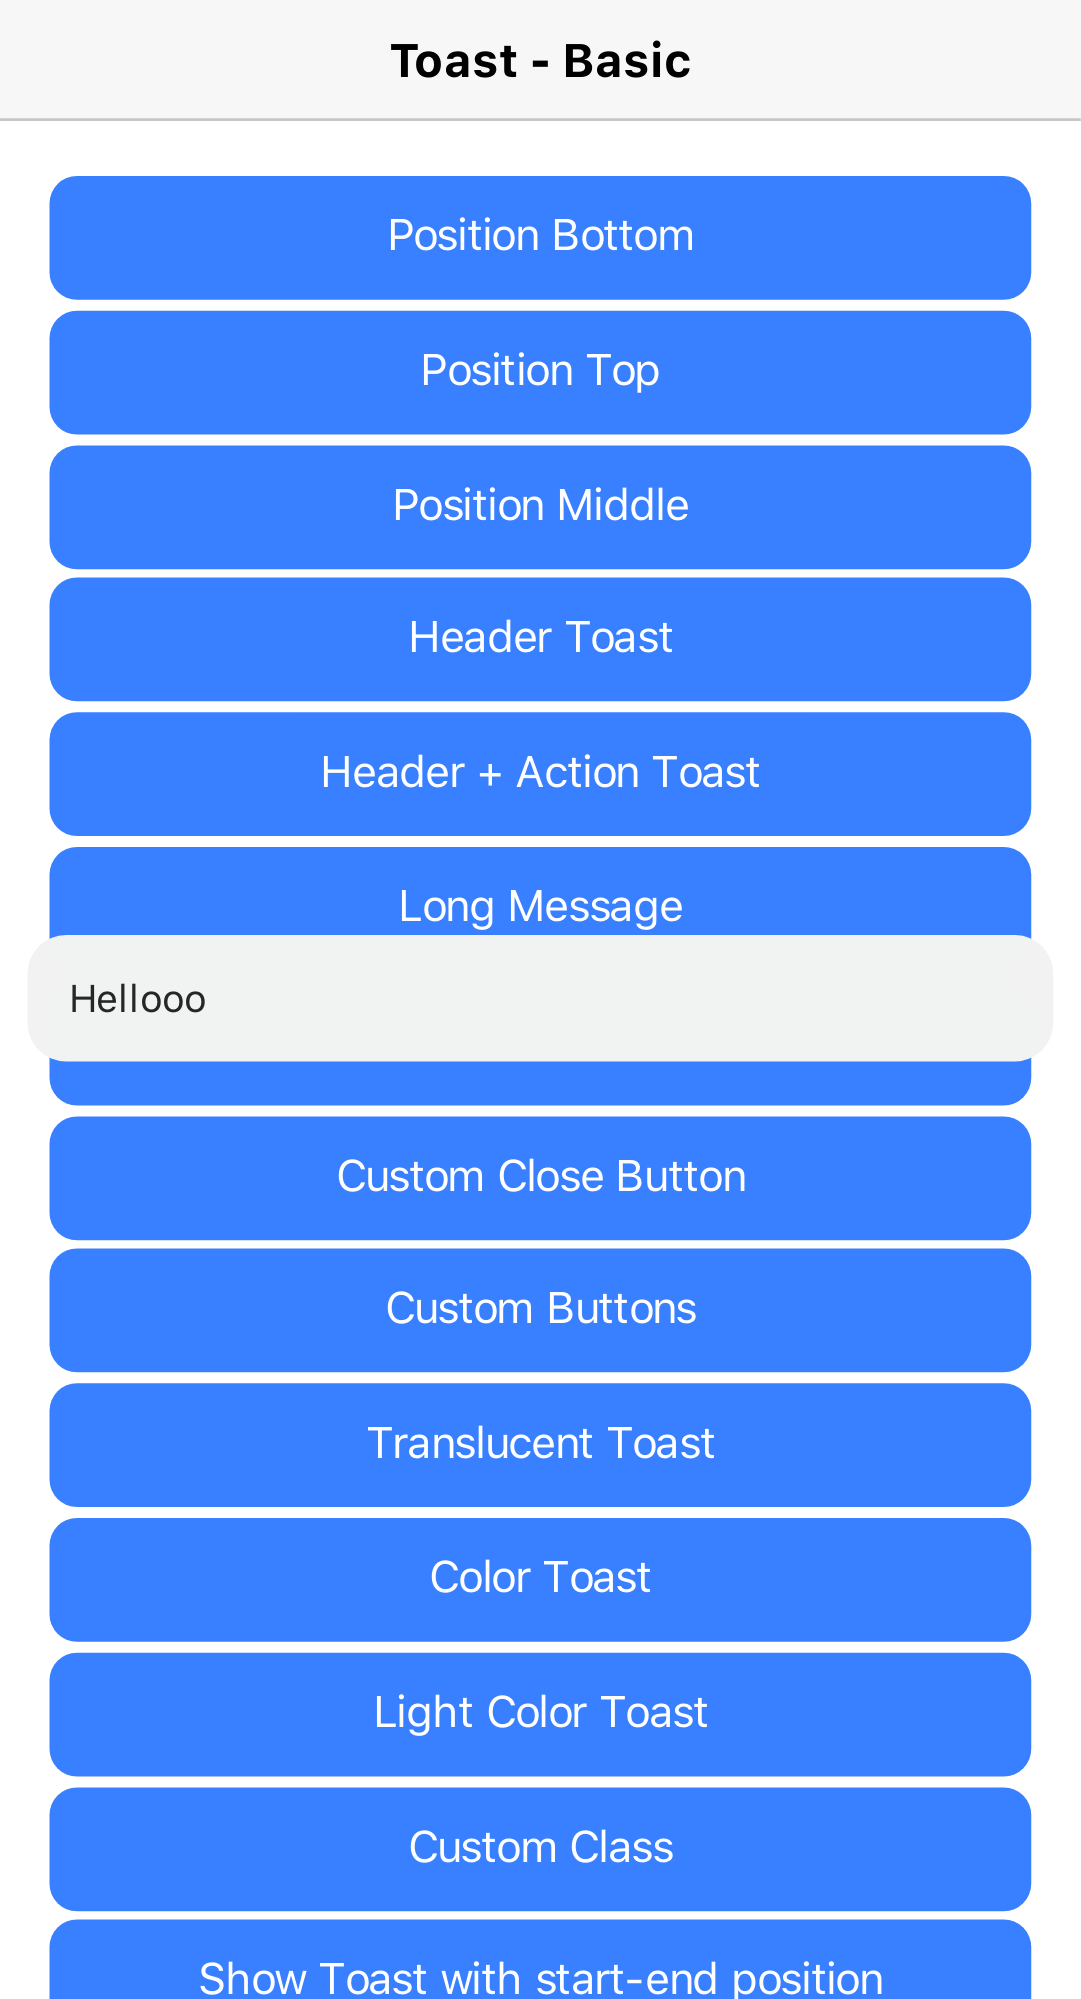 Toast - Basic
Position Bottom
Position Top
Position Middle
Header Toast
Header + Action Toast
Long Message
Hellooo
Custom Close Button
Custom Buttons
Translucent Toast
Color Toast
Light Color Toast
Custom Class
Show Toast with start-end position